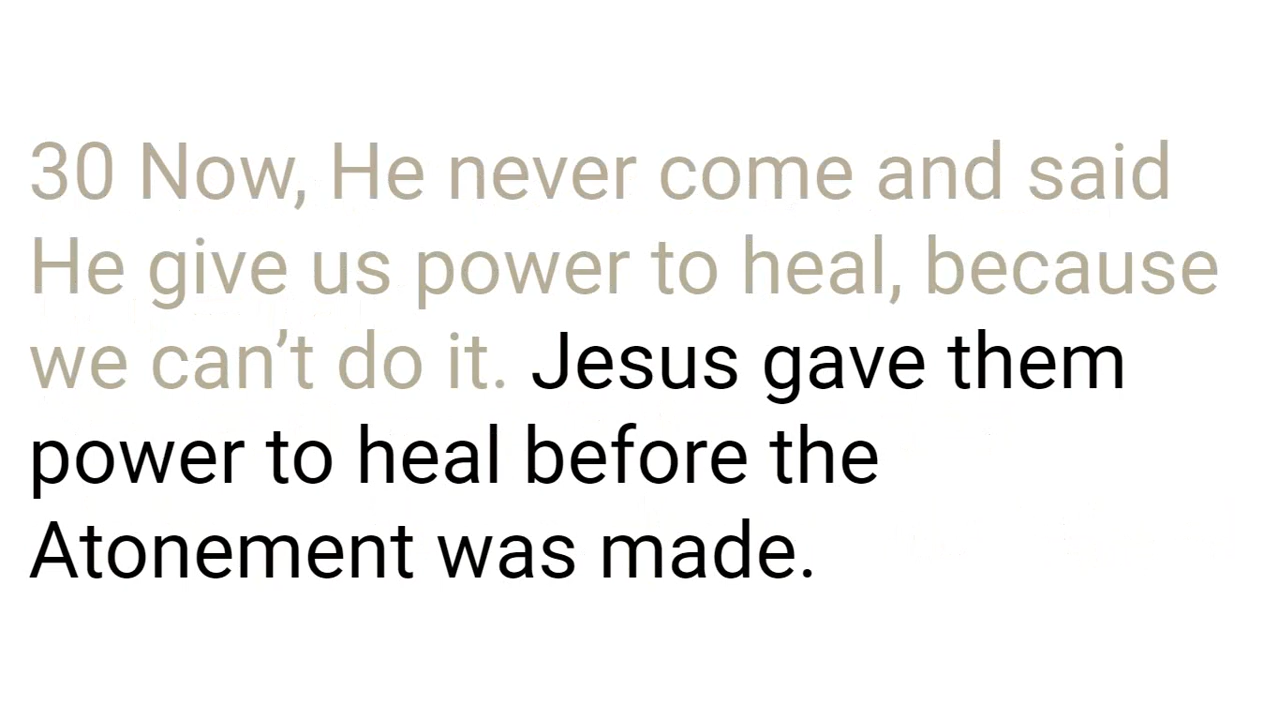 30 Now, He never come and said
He give us power to heal, because
we can’t do it. Jesus gave them
power to heal before the
Atonement was made.